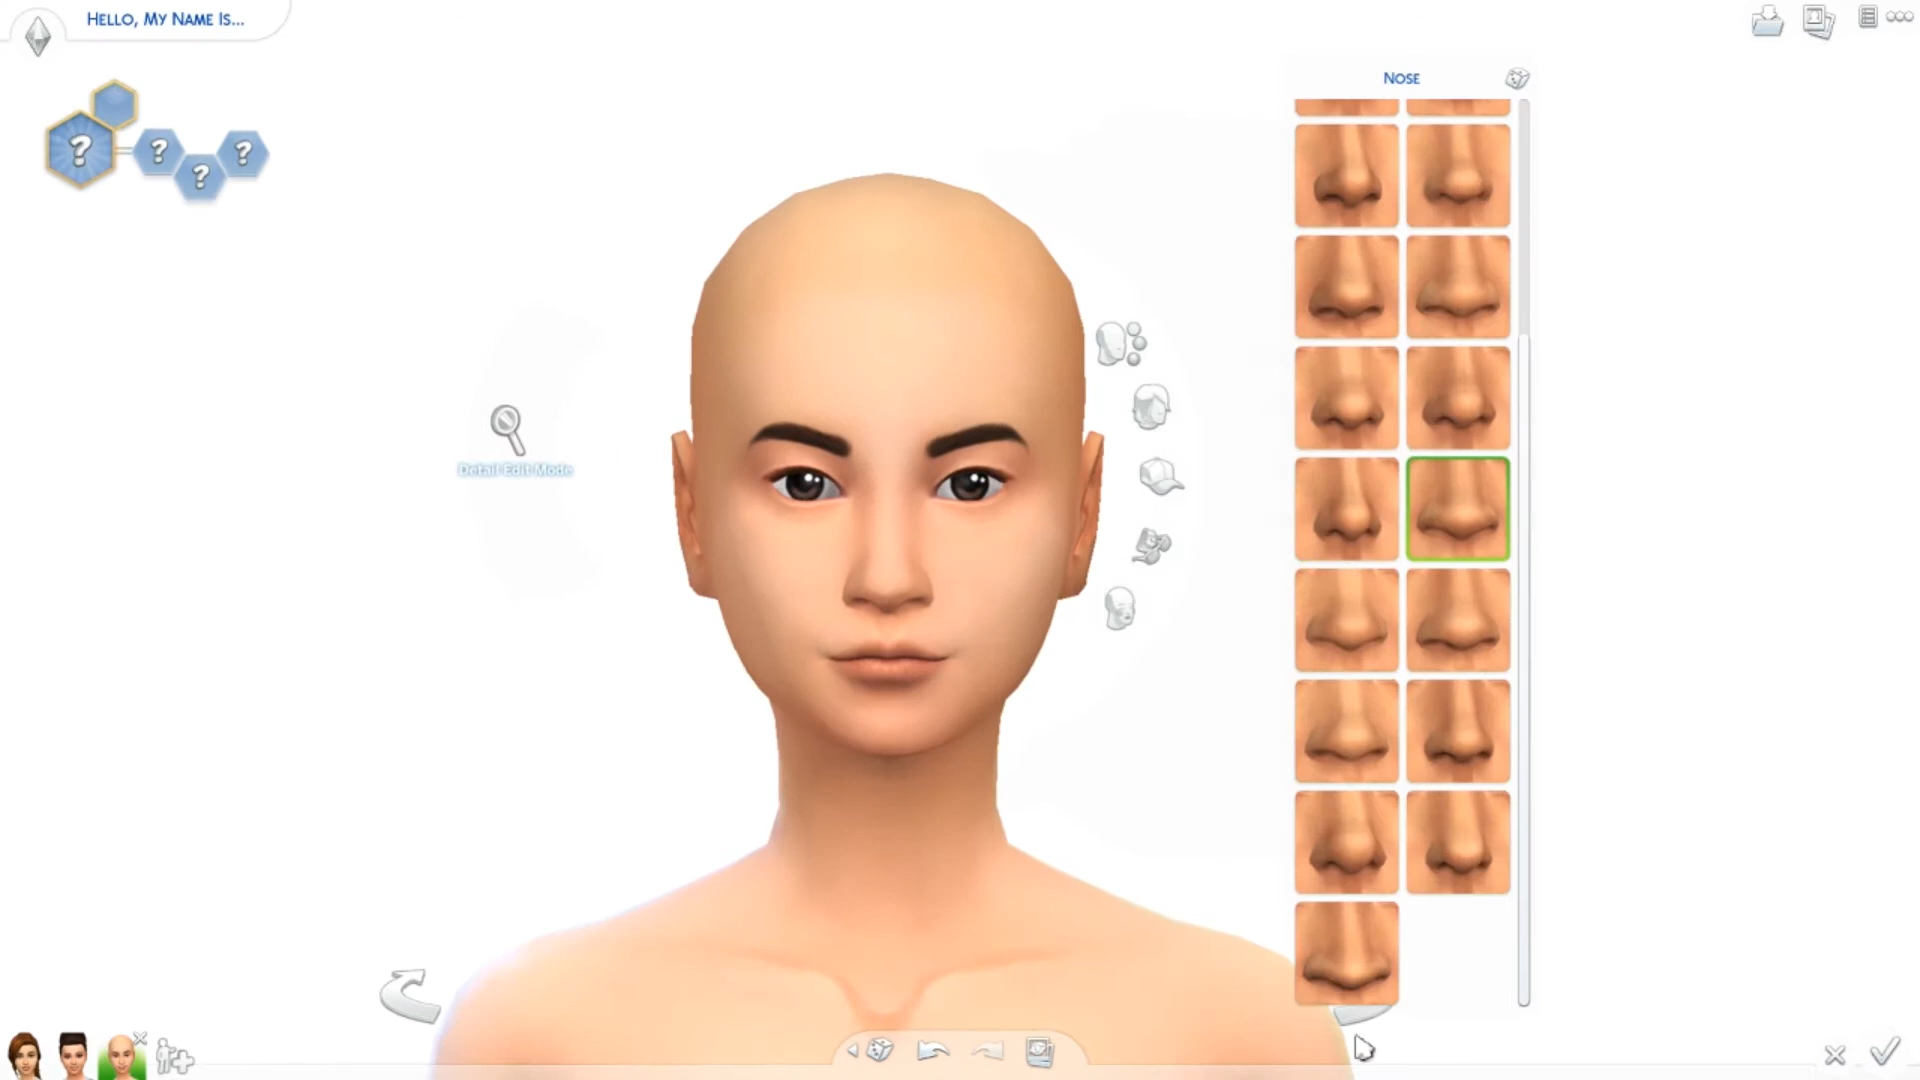 Hello, My Name Is...
Nose
Detail Edit Mode
?
? ? ?